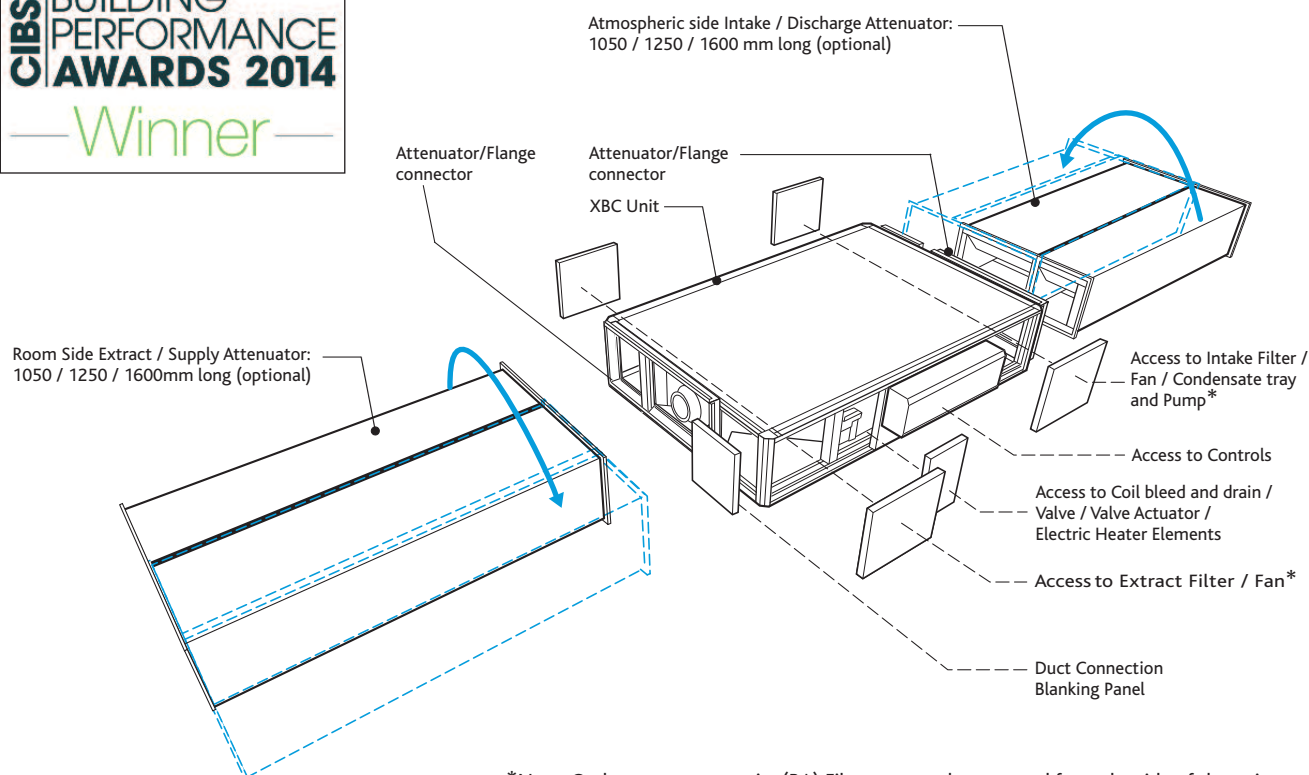 CIBS
BUILDING
PERFORMANCE
AWARDS 2014
Winner
Atmospheric side Intake / Discharge Attenuator:
1050 / 1250 / 1600 mm long (optional)
Attenuator/Flange
connector
Attenuator/Flange
connector
XBC Unit
Room Side Extract / Supply Attenuator:
1050 / 1250 / 1600mm long (optional)
Access to Intake Filter /
Fan / Condensate tray
and Pump*
Access to Controls
Access to Coil bleed and drain /
Valve / Valve Actuator /
Electric Heater Elements
Access to Extract Filter / Fan*
Duct Connection
Blanking Panel